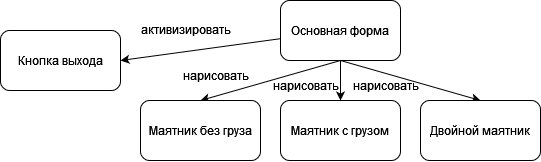 активизировать
Основная форма
Кнопка выхода
нарисовать
нарисовать
нарисовать
Маятник без груза
Маятник с грузом
Двойной маятник